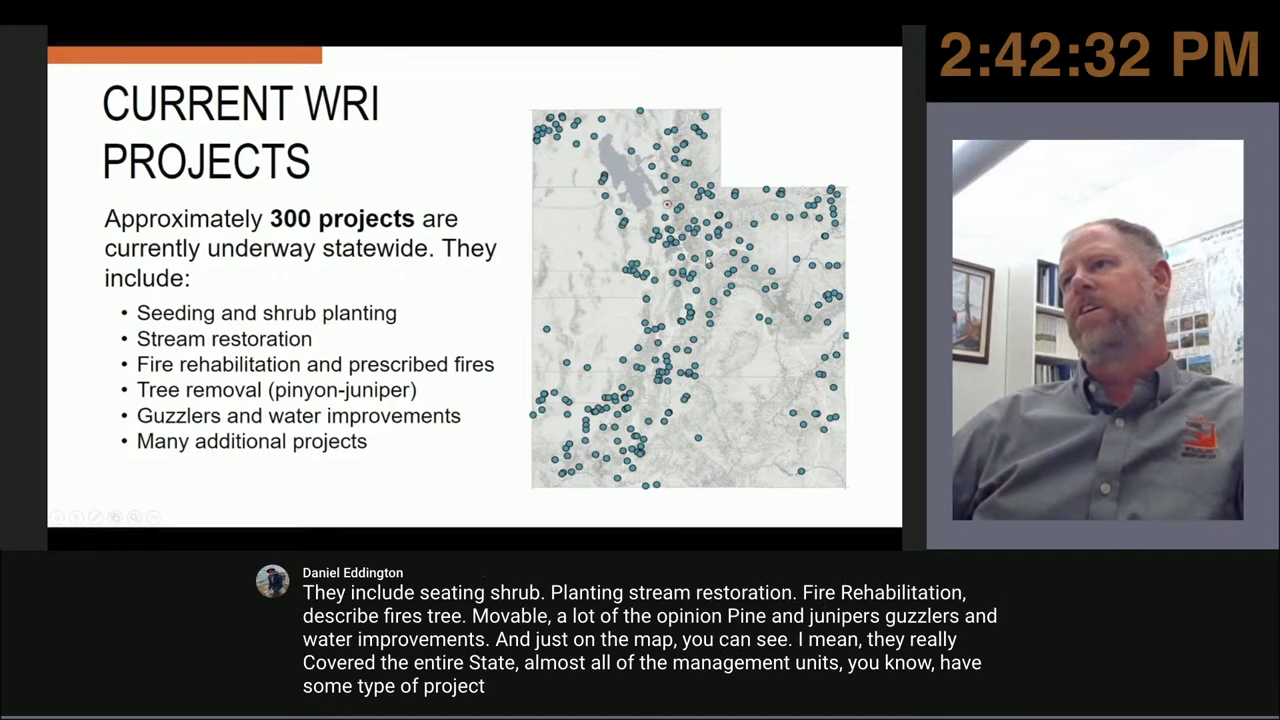 2:42:32 PM
CURRENT WRI
PROJECTS
Approximately 300 projects are
currently underway statewide. They
include:
• Seeding and shrub planting
• Stream restoration
• Fire rehabilitation and prescribed fires
• Tree removal (pinyon-juniper)
• Guzzlers and water improvements
• Many additional projects
Daniel Eddington
They include seating shrub. Planting stream restoration. Fire Rehabilitation,
describe fires tree. Movable, a lot of the opinion Pine and junipers guzzlers and
water improvements. And just on the map, you can see. I mean, they really
Covered the entire State, almost all of the management units, you know, have
some type of project